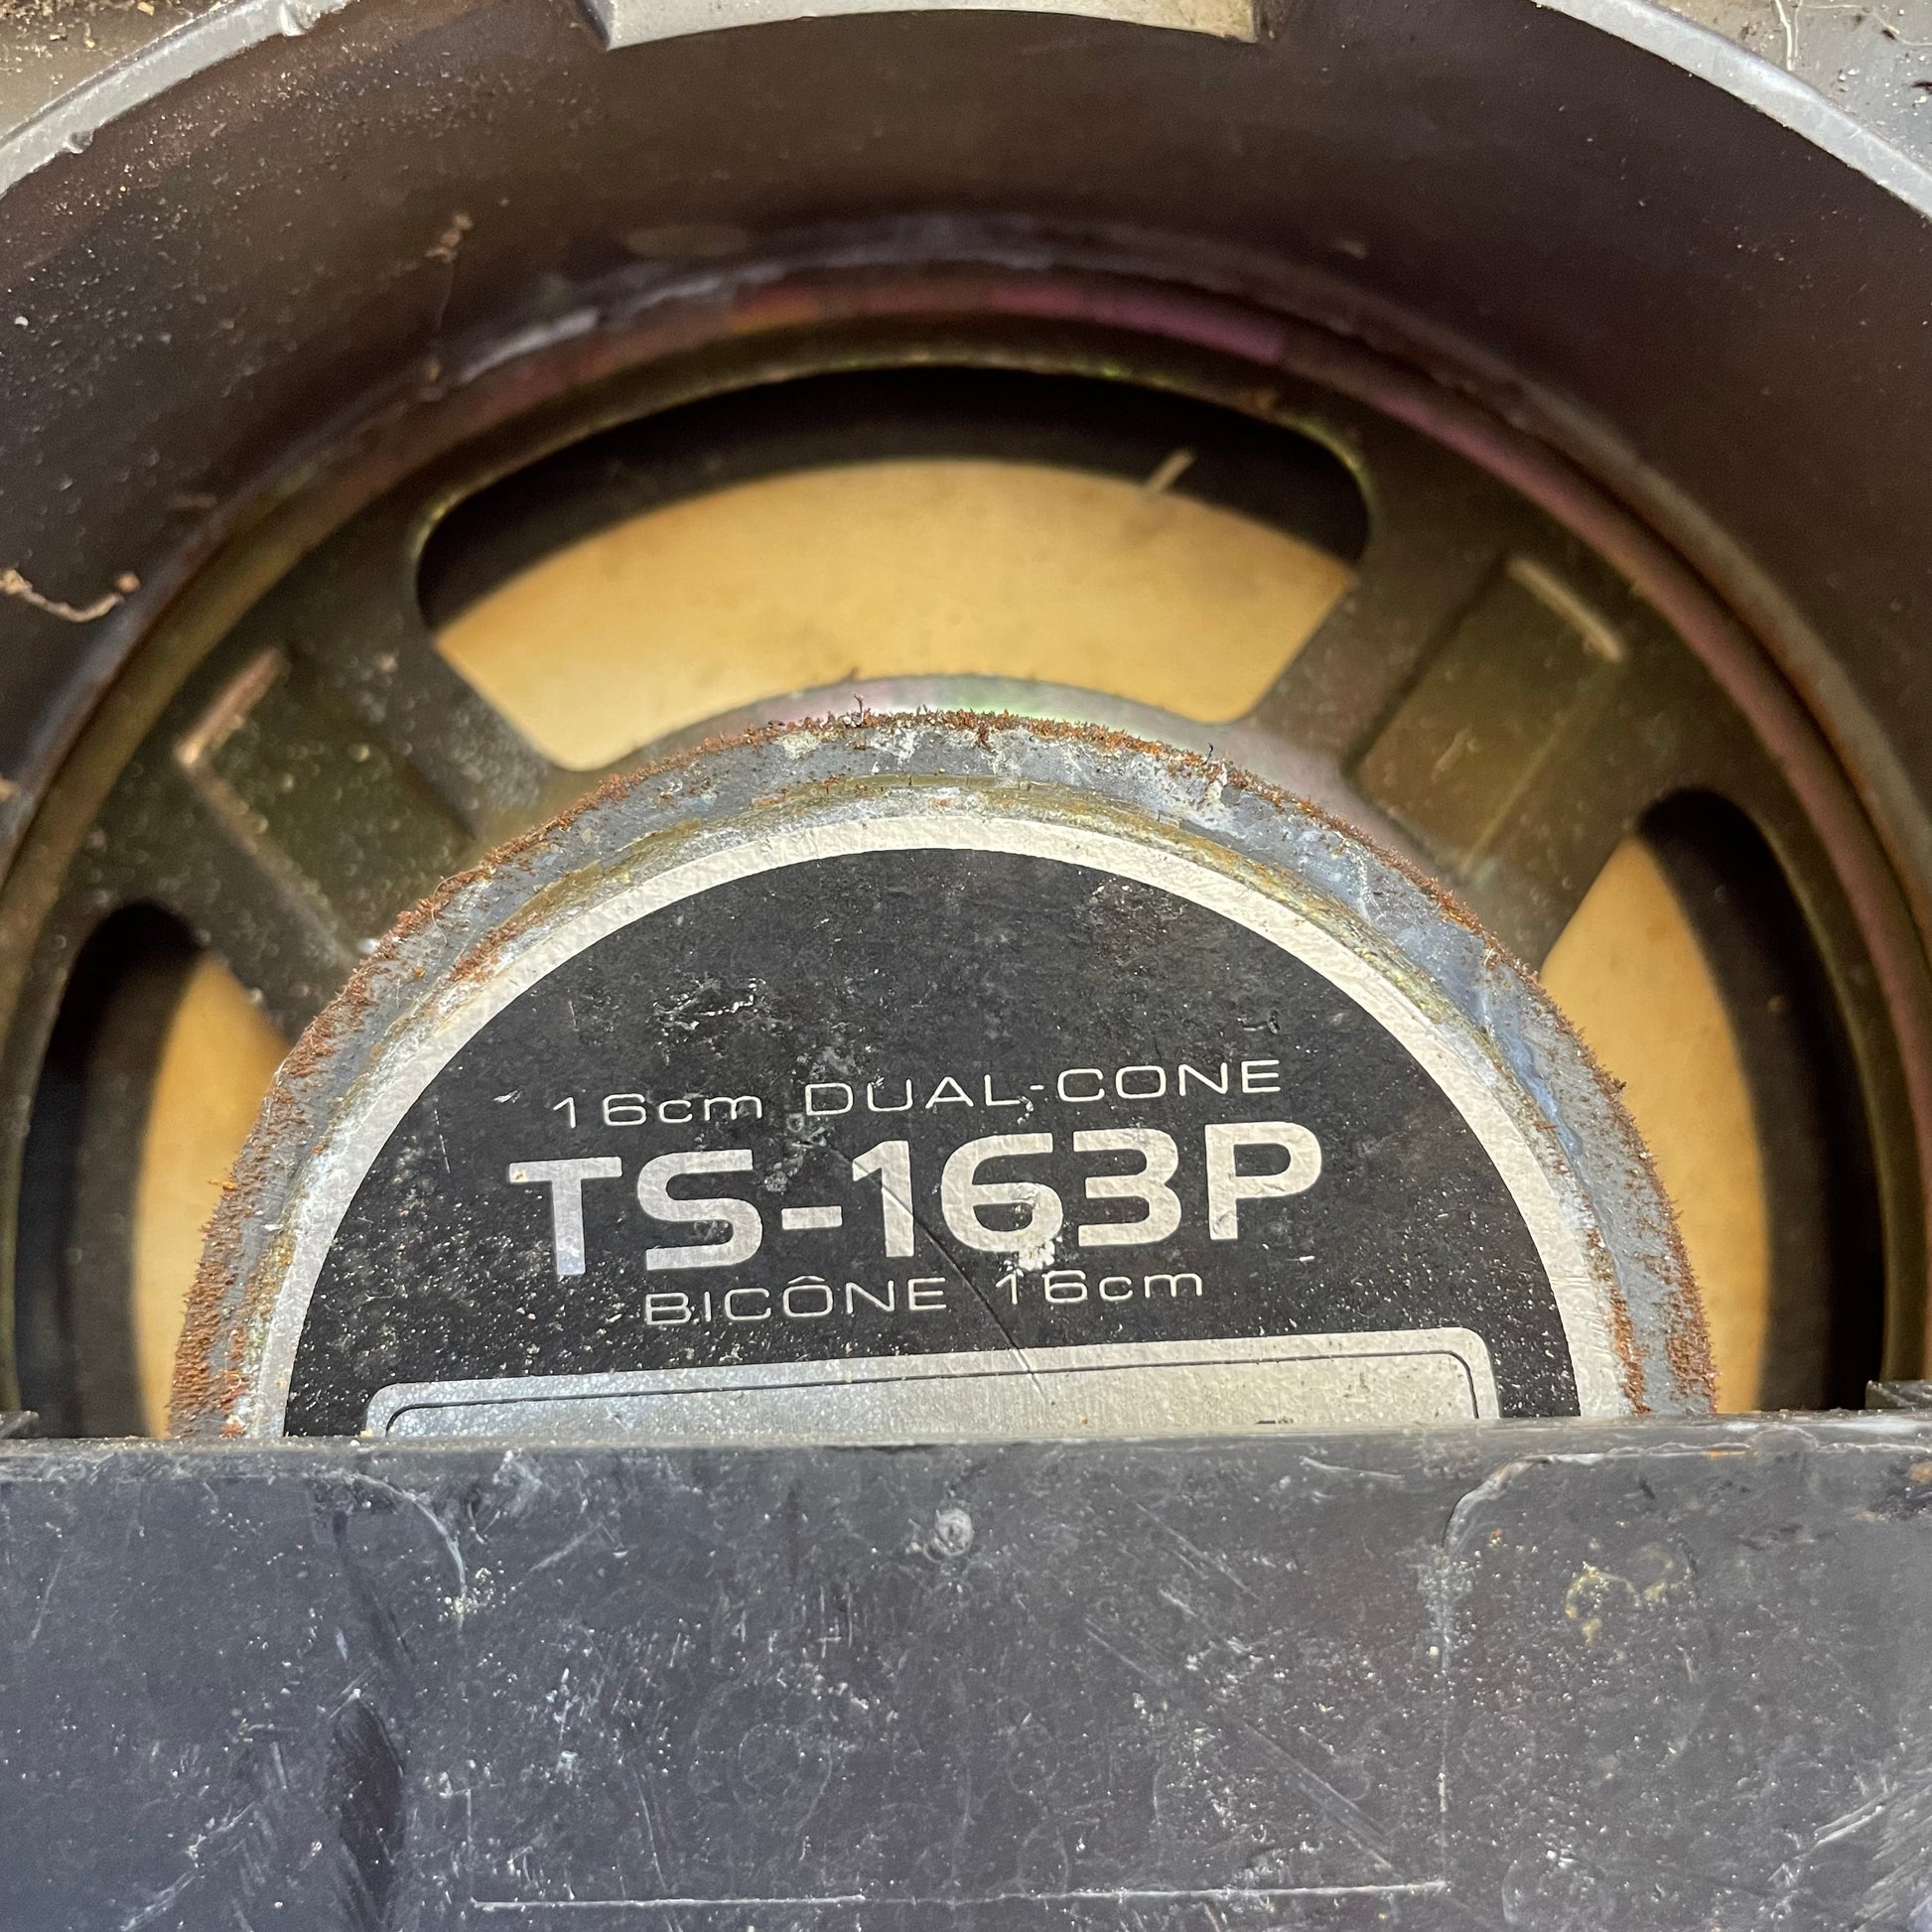 16cm DUAL-CONE
TS-163P
BICÔNE 16cm